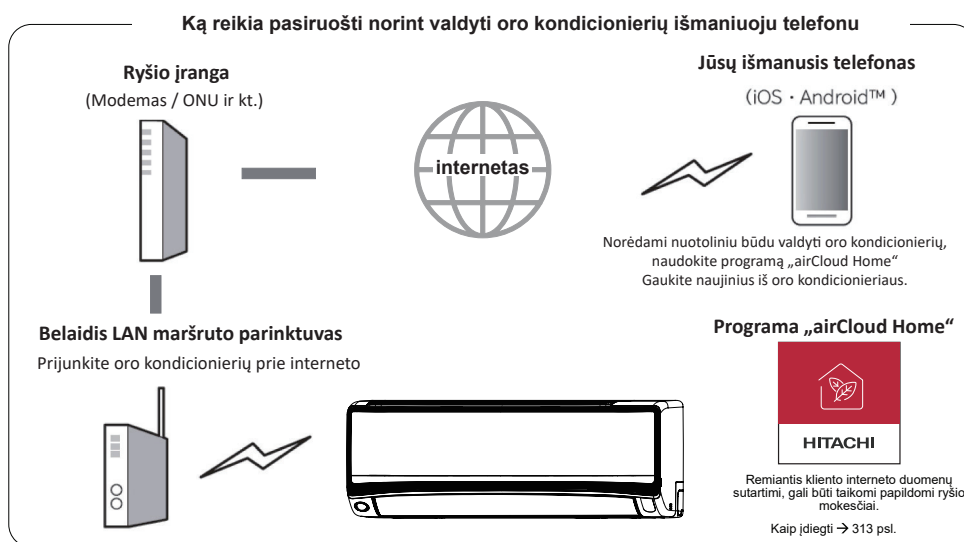 Ką reikia pasiruošti norint valdyti oro kondicionierių išmaniuoju telefonu
Ryšio įranga
(Modemas / ONU ir kt.)
internetas
Jūsų išmanusis telefonas
(iOS・Android™ )
Norėdami nuotoliniu būdu valdyti oro kondicionierių,
naudokite programą „airCloud Home“
Gaukite naujinius iš oro kondicionieriaus.
Belaidis LAN maršruto parinktuvas
Prijunkite oro kondicionierių prie interneto
Programa „airCloud Home“
HITACHI
Remiantis kliento interneto duomenų
sutartimi, gali būti taikomi papildomi ryšio
mokesčiai.
Kaip įdiegti → 313 psl.